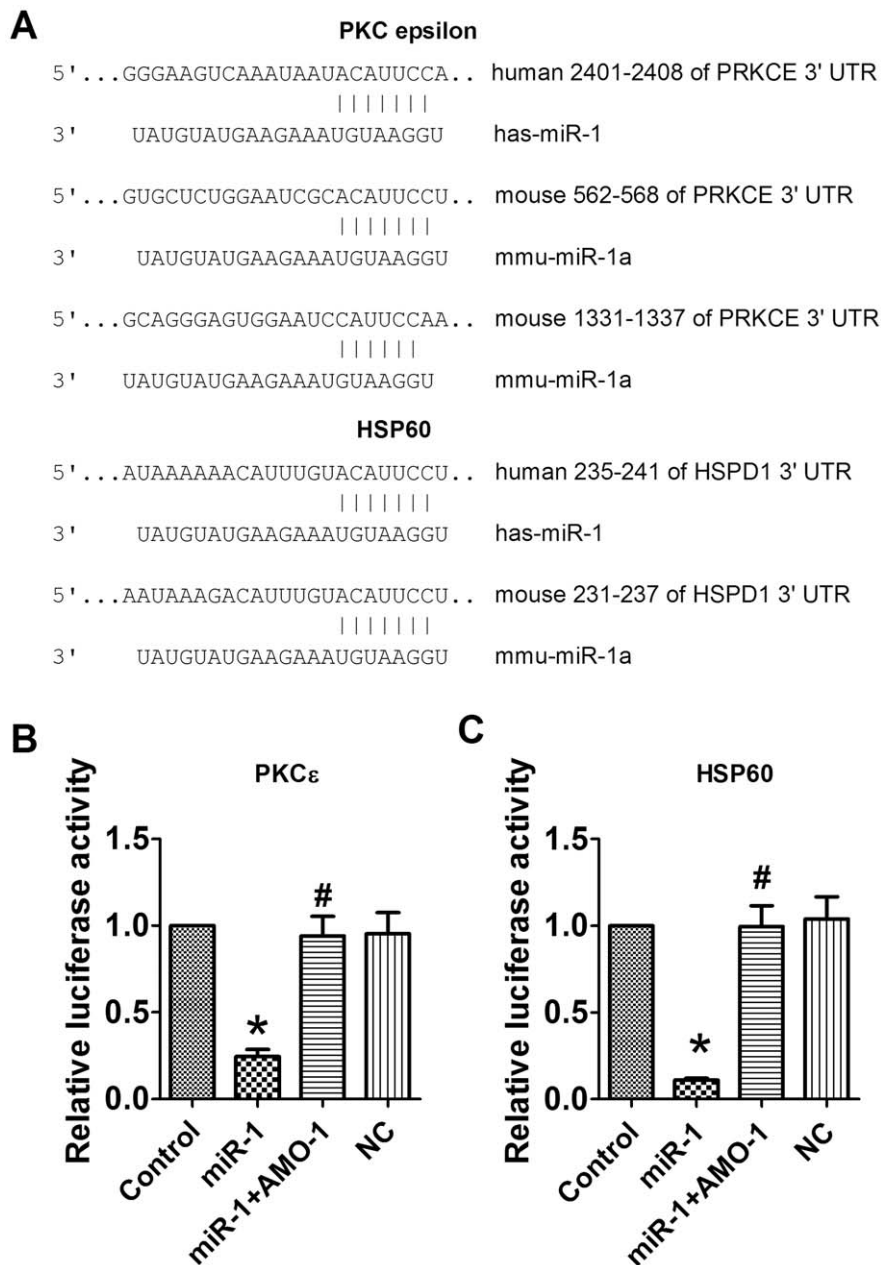 A
PKC epsilon
5'...GGGAAGUCAAAUAAUACAUUCCA.. human 2401-2408 of PRKCE 3' UTR
| | | | | | |
3' UAUGUAUGAAGAAAUGUAAGGU has-miR-1
5'...GUGCUCUGGAAUCGCACAUUCCU.. mouse 562-568 of PRKCE 3' UTR
| | | | | | |
3' UAUGUAUGAAGAAAUGUAAGGU mmu-miR-1a
5'...GCAGGGAGUGGAAUCCAUUCCAA.. mouse 1331-1337 of PRKCE 3' UTR
| | | | | |
3' UAUGUAUGAAGAAAUGUAAGGU mmu-miR-1a
HSP60
5'...AUAAAAAACAUUUGUACAUUCCU.. human 235-241 of HSPD1 3' UTR
| | | | | | |
3' UAUGUAUGAAGAAAUGUAAGGU has-miR-1
5'...AAUAAAGACAUUUGUACAUUCCU.. mouse 231-237 of HSPD1 3' UTR
| | | | | | |
3' UAUGUAUGAAGAAAUGUAAGGU mmu-miR-1a
B
PKCε
Relative luciferase activity
1.5
1.0
0.5
0.0
*
#
Control
miR-1
miR-1+AMO-1
NC
C
HSP60
Relative luciferase activity
1.5
1.0
0.5
0.0
*
#
Control
miR-1
miR-1+AMO-1
NC